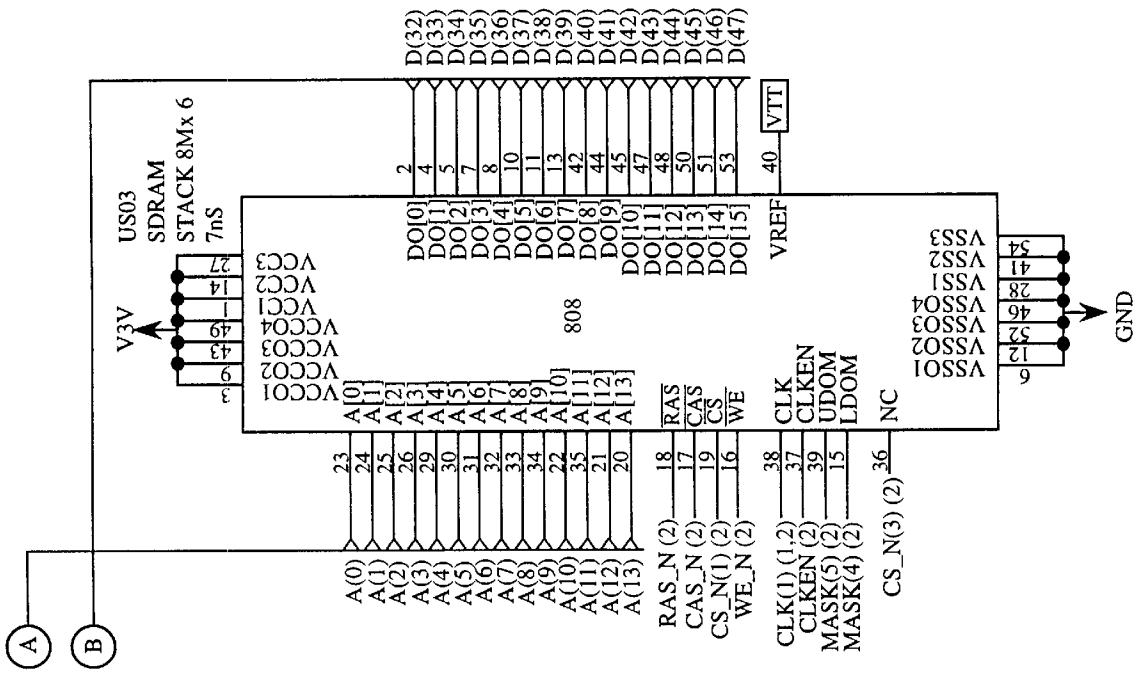 A
B
US03
SDRAM
STACK 8Mx 6
7nS
V3V
3 VCCO1
9 VCCO2
43 VCCO3
49 VCCO4
1 VCC1
14 VCC2
27 VCC3
A(0) 23 A[0]
A(1) 24 A[1]
A(2) 25 A[2]
A(3) 26 A[3]
A(4) 29 A[4]
A(5) 30 A[5]
A(6) 31 A[6]
A(7) 32 A[7]
A(8) 33 A[8]
A(9) 34 A[9]
A(10) 22 A[10]
A(11) 35 A[11]
A(12) 21 A[12]
A(13) 20 A[13]
RAS_N (2) 18 RAS
CAS_N (2) 17 CAS
CS_N(1) (2) 19 CS
WE_N (2) 16 WE
CLK(1) (1,2) 38 CLK
CLKEN (2) 37 CLKEN
MASK(5) (2) 39 UDOM
MASK(4) (2) 15 LDOM
CS_N(3) (2) 36 NC
808
DO[0] 2 D(32)
DO[1] 4 D(33)
DO[2] 5 D(34)
DO[3] 7 D(35)
DO[4] 8 D(36)
DO[5] 10 D(37)
DO[6] 11 D(38)
DO[7] 13 D(39)
DO[8] 42 D(40)
DO[9] 44 D(41)
DO[10] 45 D(42)
DO[11] 47 D(43)
DO[12] 48 D(44)
DO[13] 50 D(45)
DO[14] 51 D(46)
DO[15] 53 D(47)
VREF 40 VTT
VSSO1 6
VSSO2 12
VSSO3 52
VSSO4 46
VSS1 28
VSS2 41
VSS3 54
GND